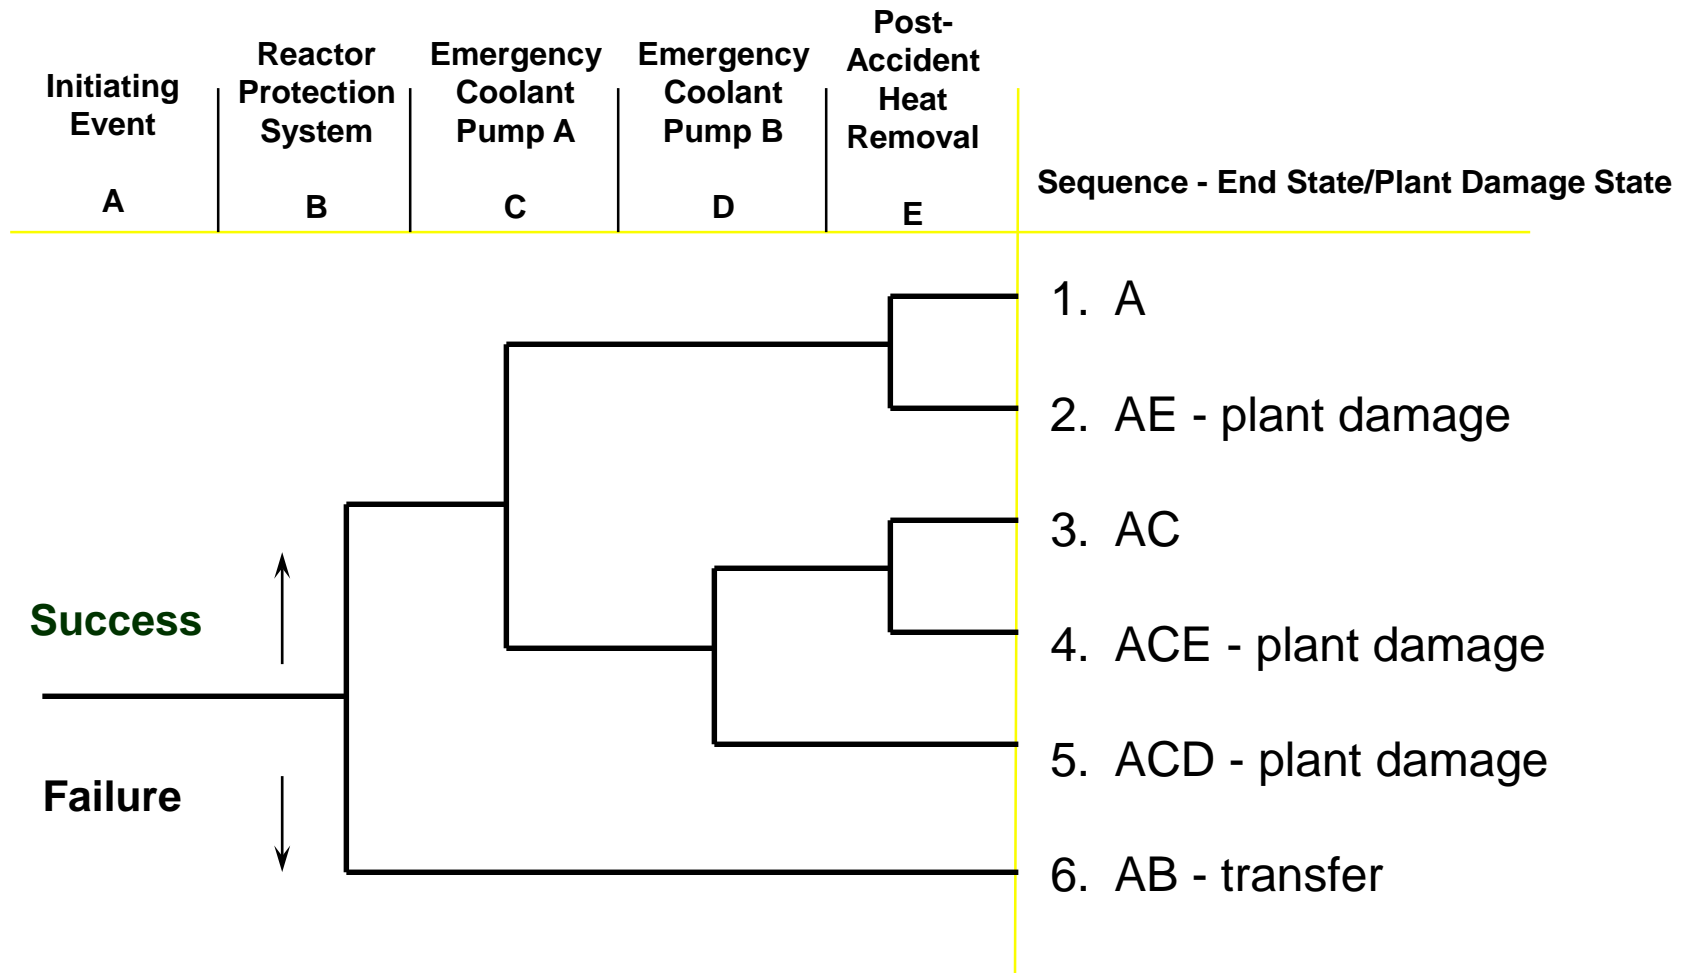 Initiating
Event
A
Reactor
Protection
System
B
Emergency
Coolant
Pump A
C
Emergency
Coolant
Pump B
D
Post-
Accident
Heat
Removal
E
Sequence - End State/Plant Damage State
1. A
2. AE - plant damage
3. AC
4. ACE - plant damage
5. ACD - plant damage
6. AB - transfer
Success
Failure